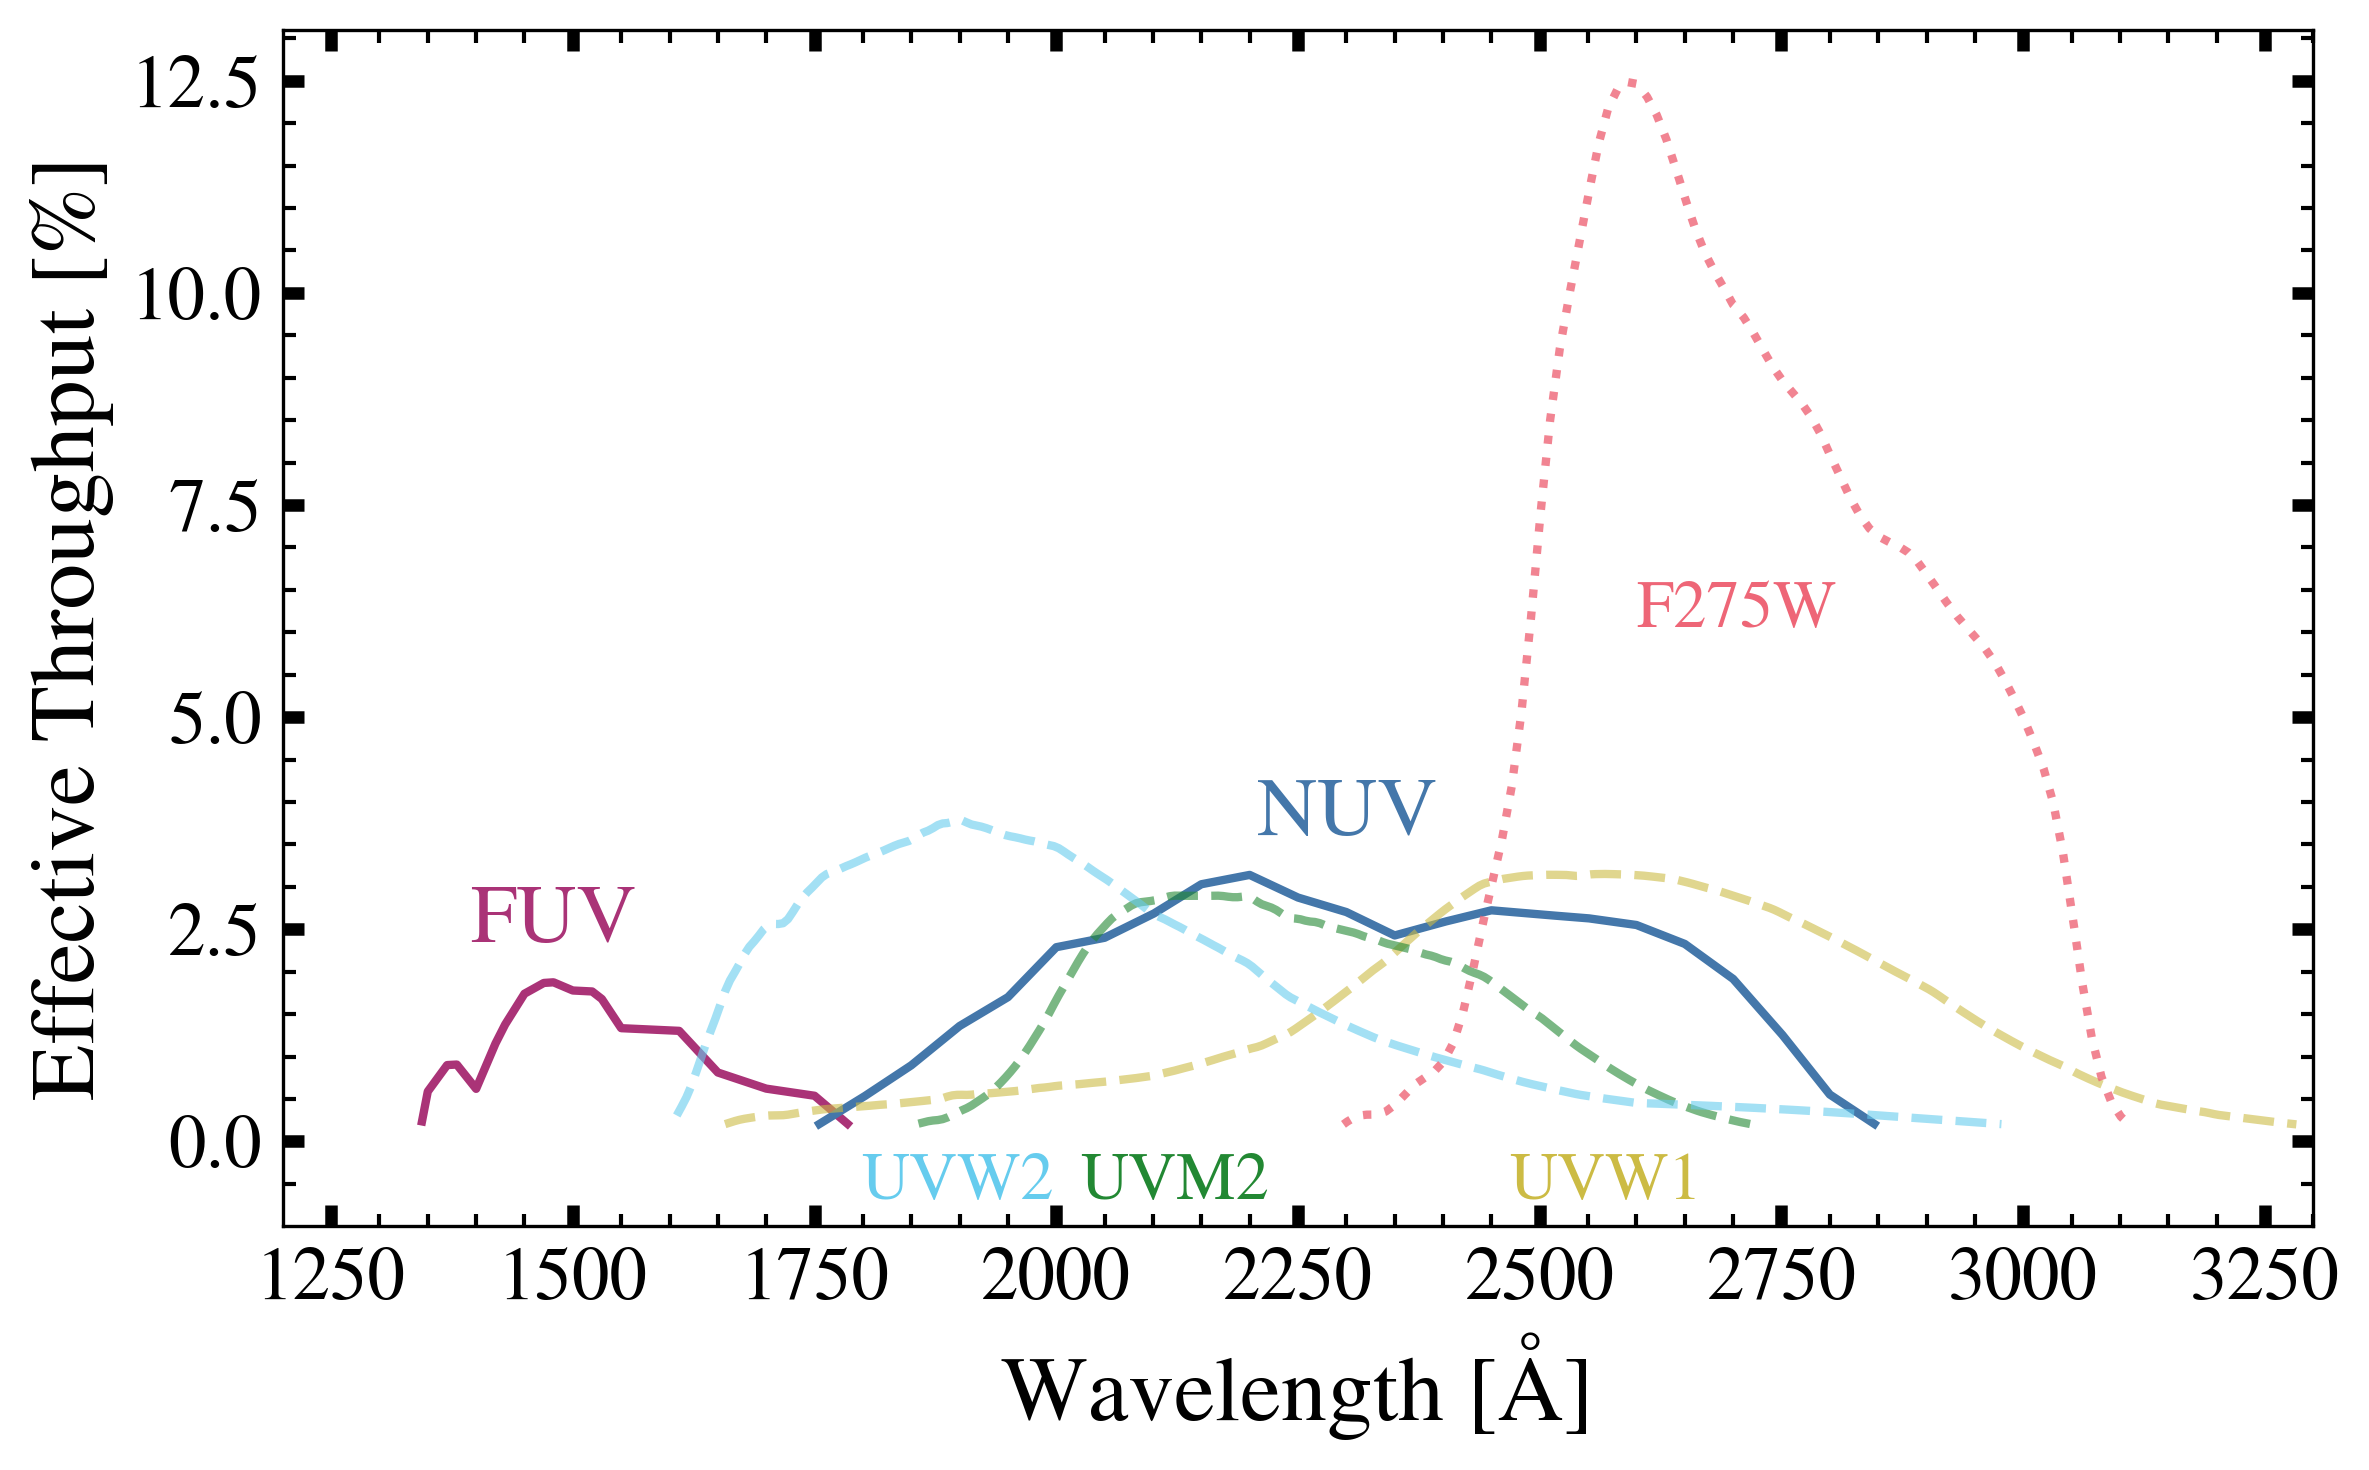 Effective Throughput [%]
12.5
10.0
7.5
5.0
2.5
0.0
F275W
NUV
FUV
UVW2 UVM2 UVW1
1250 1500 1750 2000 2250 2500 2750 3000 3250
Wavelength [Å]